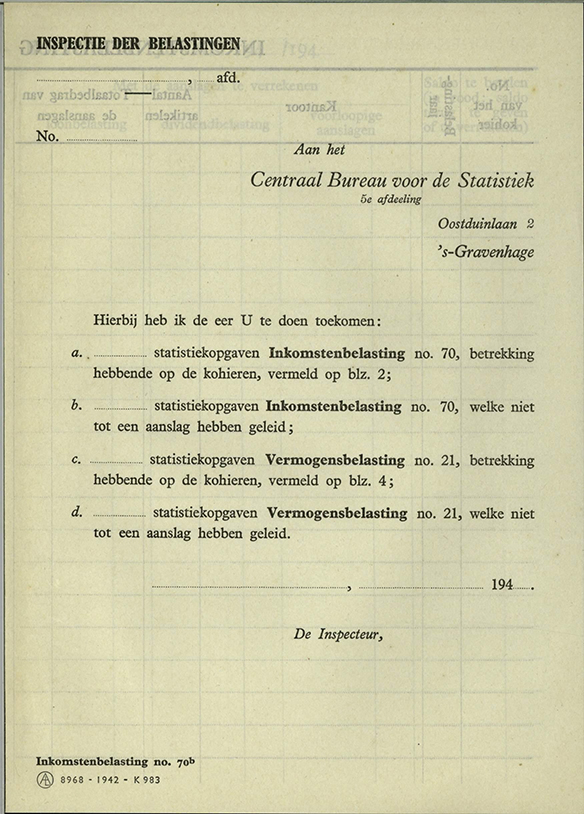 INSPECTIE DER BELASTINGEN
........................................, ...... afd.
No. ..................
Aan het
Centraal Bureau voor de Statistiek
5e afdeeling
Oostduinlaan 2
's-Gravenhage
Hierbij heb ik de eer U te doen toekomen:
a. .............. statistiekopgaven Inkomstenbelasting no. 70, betrekking
hebbende op de kohieren, vermeld op blz. 2;
b. .............. statistiekopgaven Inkomstenbelasting no. 70, welke niet
tot een aanslag hebben geleid;
c. .............. statistiekopgaven Vermogensbelasting no. 21, betrekking
hebbende op de kohieren, vermeld op blz. 4;
d. .............. statistiekopgaven Vermogensbelasting no. 21, welke niet
tot een aanslag hebben geleid.
........................................, .............................. 194.....
De Inspecteur,
Inkomstenbelasting no. 70b
8968 - 1942 - K 983